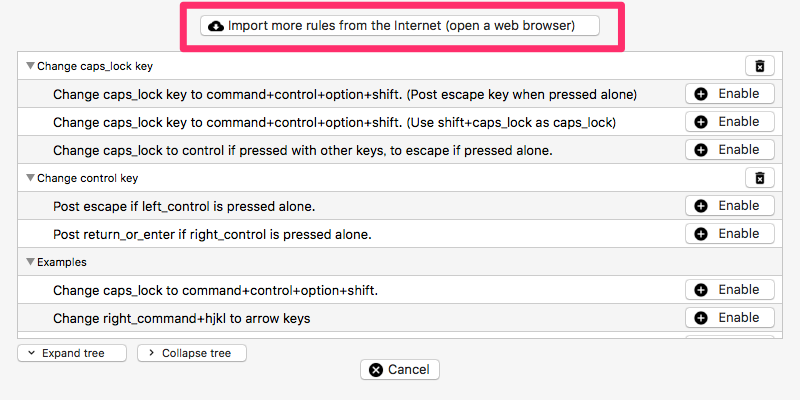 Import more rules from the Internet (open a web browser)
Change caps_lock key
Change caps_lock key to command+control+option+shift. (Post escape key when pressed alone) Enable
Change caps_lock key to command+control+option+shift. (Use shift+caps_lock as caps_lock) Enable
Change caps_lock to control if pressed with other keys, to escape if pressed alone. Enable
Change control key
Post escape if left_control is pressed alone. Enable
Post return_or_enter if right_control is pressed alone. Enable
Examples
Change caps_lock to command+control+option+shift. Enable
Change right_command+hjkl to arrow keys Enable
Expand tree Collapse tree
Cancel